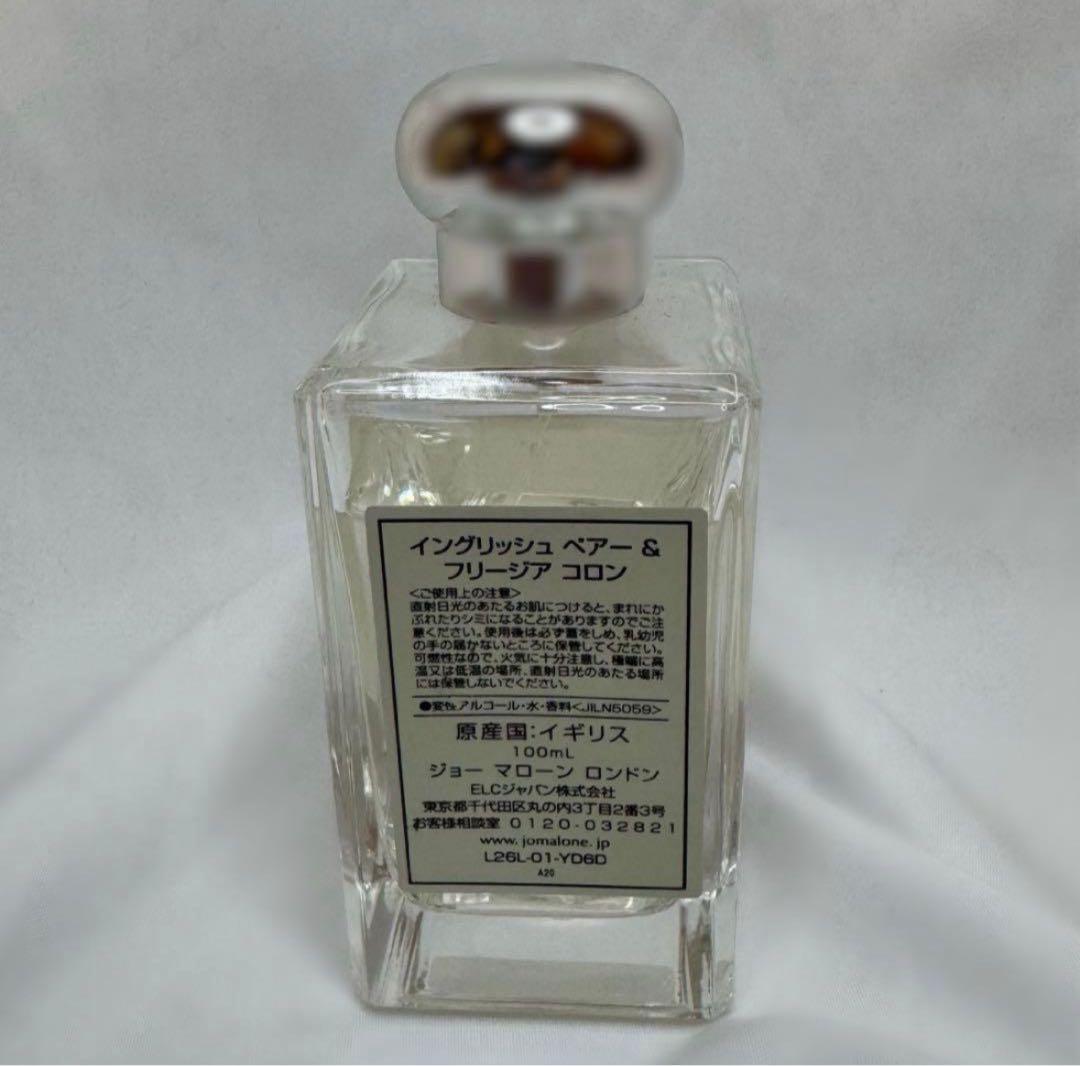 イングリッシュ ペアー &
フリージア コロン
<ご使用上の注意>
直射日光のあたるお肌につけると、まれにか
ぶれたりシミになることがありますのでご注
意ください。使用後は必ず蓋をしめ、乳幼児
の手の届かないところに保管してください。
可燃性なので、火気に十分注意し、極端に高
温又は低温の場所、直射日光のあたる場所
には保管しないでください。
●変性アルコール・水・香料<JILN5059>
原産国:イギリス
100mL
ジョー マローン ロンドン
ELCジャパン株式会社
東京都千代田区丸の内3丁目2番3号
お客様相談室 0120-032821
www. jomalone. jp
L26L-01-YD6D
A20